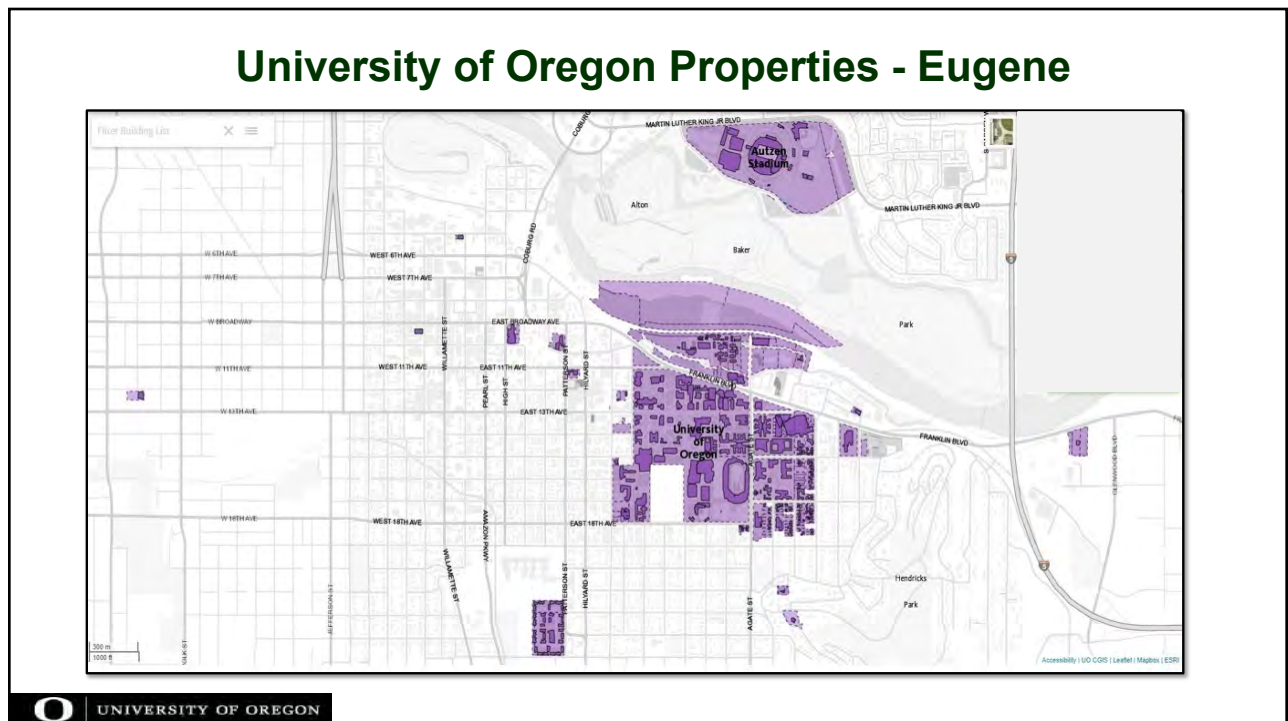 University of Oregon Properties - Eugene
Filter Building List
COBURG
MARTIN LUTHER KING JR BLVD
Autzen
Stadium
MARTIN LUTHER KING JR BLVD
Alton
Baker
Park
COBURG RD
W 6TH AVE
WEST 6TH AVE
W 7TH AVE
WEST 7TH AVE
W BROADWAY
EAST BROADWAY AVE
WILLAMETTE ST
PEARL ST
HIGH ST
PATTERSON ST
HILYARD ST
W 11TH AVE
WEST 11TH AVE
EAST 11TH AVE
FRANKLIN BLVD
W 13TH AVE
EAST 13TH AVE
University
of
Oregon
AGATE ST
FRANKLIN BLVD
GLENWOOD BLVD
5
W 18TH AVE
WEST 18TH AVE
EAST 18TH AVE
AMAZON PKWY
WILLAMETTE ST
PATTERSON ST
HILYARD ST
JEFFERSON ST
AGATE ST
Hendricks
Park
5
300 m
1000 ft
Accessibility | UO CGIS | Leaflet | Mapbox | ESRI
O UNIVERSITY OF OREGON